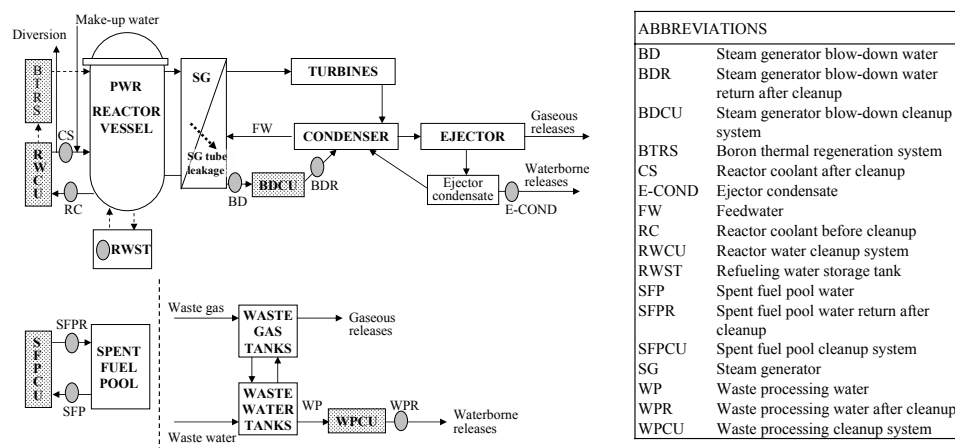 Make-up water
Diversion
BTRS
PWR
REACTOR
VESSEL
SG
TURBINES
CS
RWCU
RC
FW
CONDENSER
EJECTOR
Gaseous
releases
SG tube
leakage
BD
BDCU
BDR
Ejector
condensate
E-COND
Waterborne
releases
RWST
SFPR
SFPCU
SPENT
FUEL
POOL
SFP
Waste gas
WASTE
GAS
TANKS
Gaseous
releases
WASTE
WATER
TANKS
Waste water
WP
WPCU
WPR
Waterborne
releases
ABBREVIATIONS
BD Steam generator blow-down water
BDR Steam generator blow-down water
return after cleanup
BDCU Steam generator blow-down cleanup
system
BTRS Boron thermal regeneration system
CS Reactor coolant after cleanup
E-COND Ejector condensate
FW Feedwater
RC Reactor coolant before cleanup
RWCU Reactor water cleanup system
RWST Refueling water storage tank
SFP Spent fuel pool water
SFPR Spent fuel pool water return after
cleanup
SFPCU Spent fuel pool cleanup system
SG Steam generator
WP Waste processing water
WPR Waste processing water after cleanup
WPCU Waste processing cleanup system